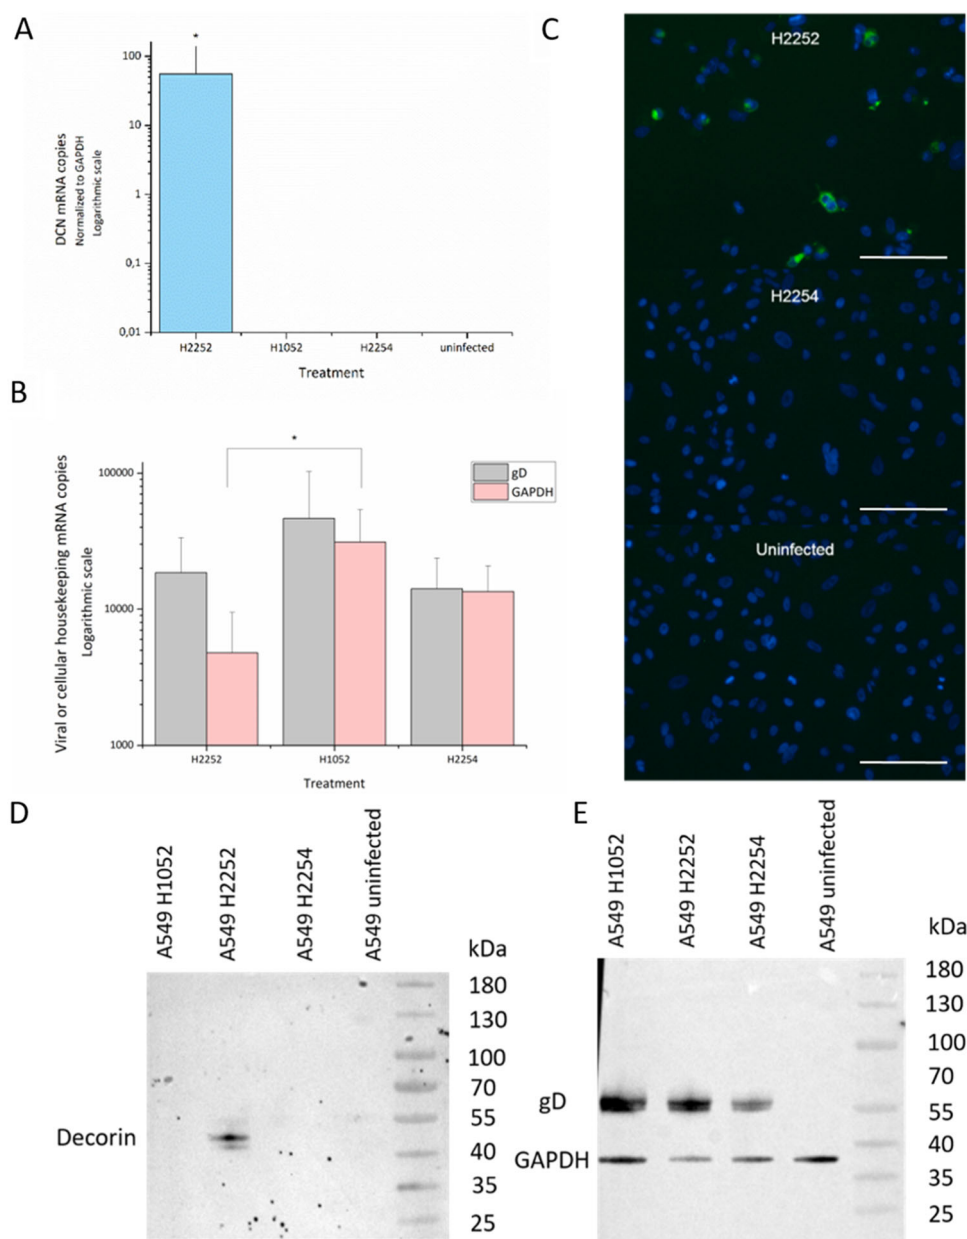 A
*
100
10
1
0,1
0,01
DCN mRNA copies
Normalized to GAPDH
Logarithmic scale
H2252
H1052
H2254
uninfected
Treatment
B
*
gD
GAPDH
100000
10000
1000
Viral or cellular housekeeping mRNA copies
Logarithmic scale
H2252
H1052
H2254
Treatment
C
H2252
H2254
Uninfected
D
A549 H1052
A549 H2252
A549 H2254
A549 uninfected
kDa
180
130
100
70
55
40
35
25
Decorin
E
A549 H1052
A549 H2252
A549 H2254
A549 uninfected
kDa
180
130
100
70
55
40
35
25
gD
GAPDH